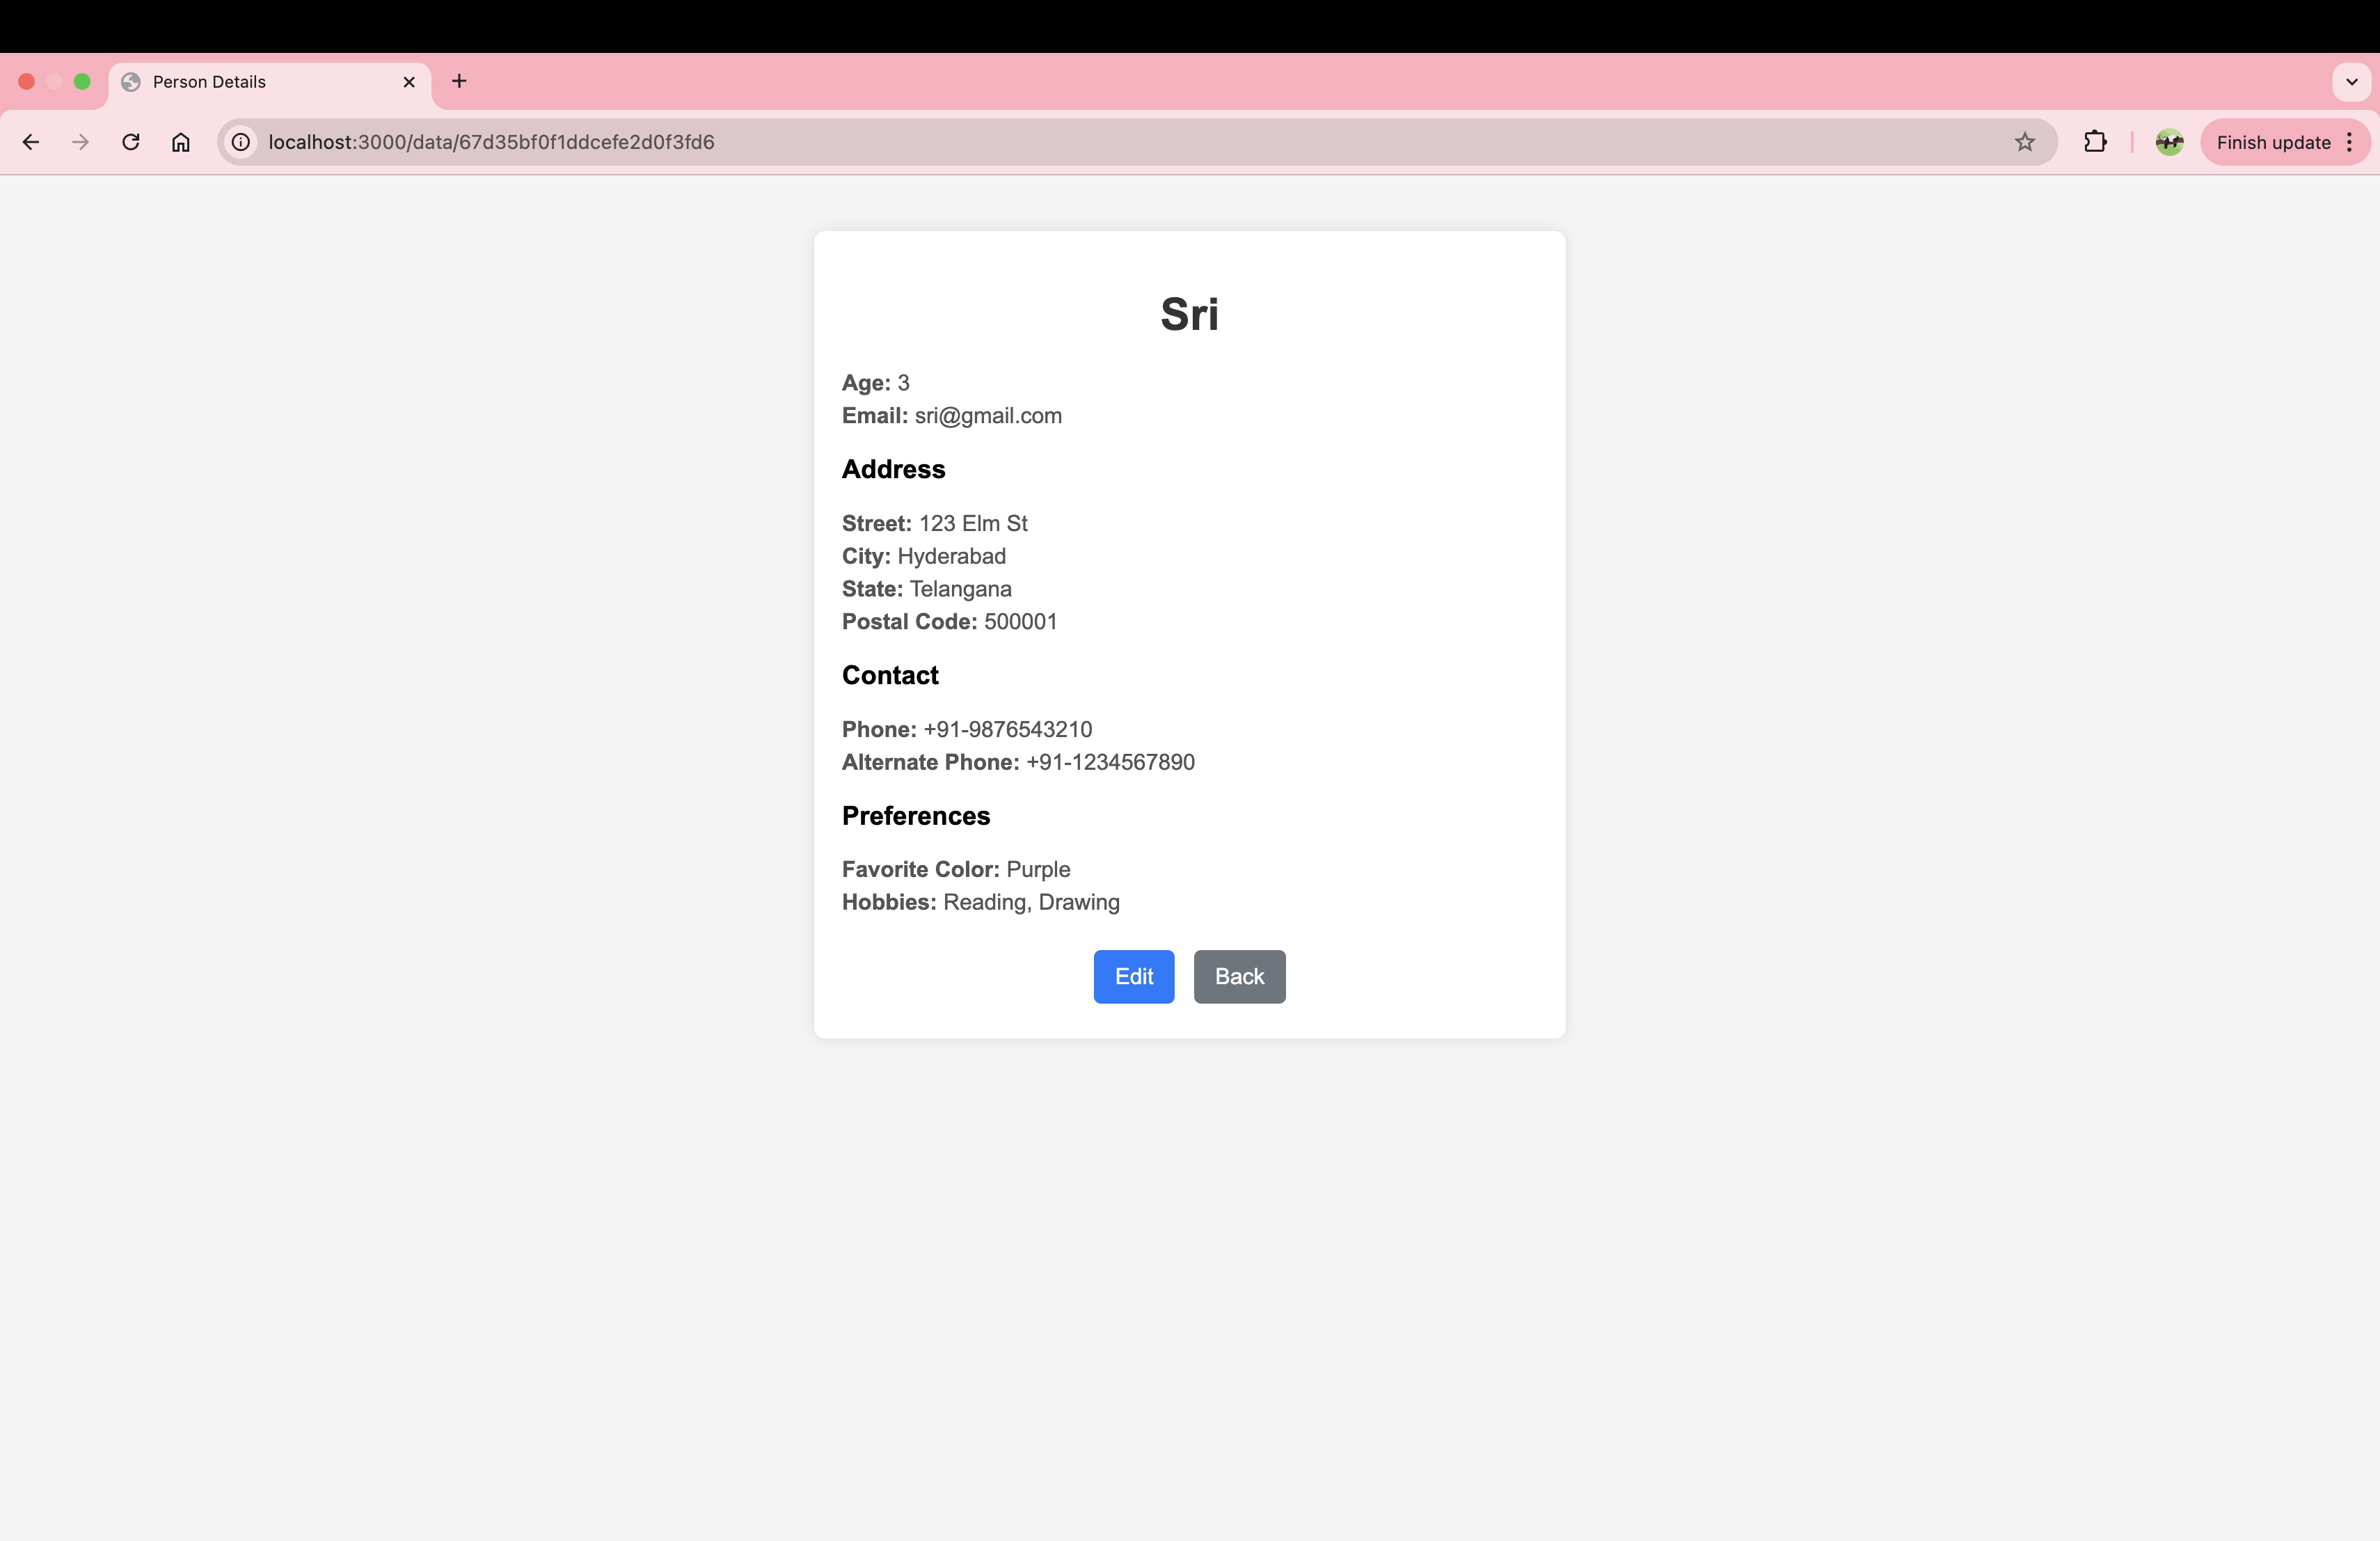 Person Details
localhost:3000/data/67d35bf0f1ddcefe2d0f3fd6
Finish update
Sri
Age: 3
Email: sri@gmail.com
Address
Street: 123 Elm St
City: Hyderabad
State: Telangana
Postal Code: 500001
Contact
Phone: +91-9876543210
Alternate Phone: +91-1234567890
Preferences
Favorite Color: Purple
Hobbies: Reading, Drawing
Edit Back